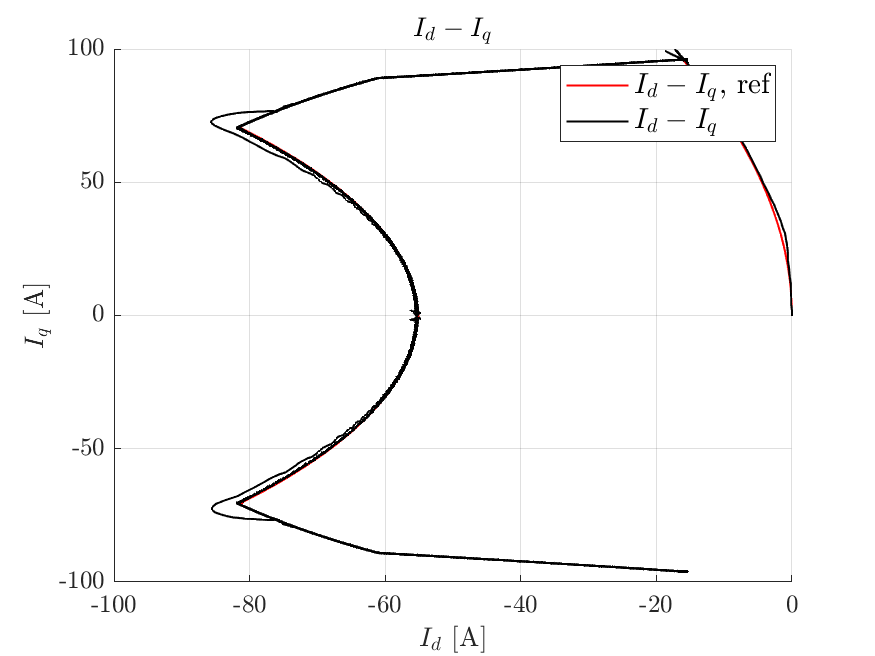 I_d − I_q
100
50
0
-50
-100
I_q [A]
I_d − I_q, ref
I_d − I_q
-100
-80
-60
-40
-20
0
I_d [A]